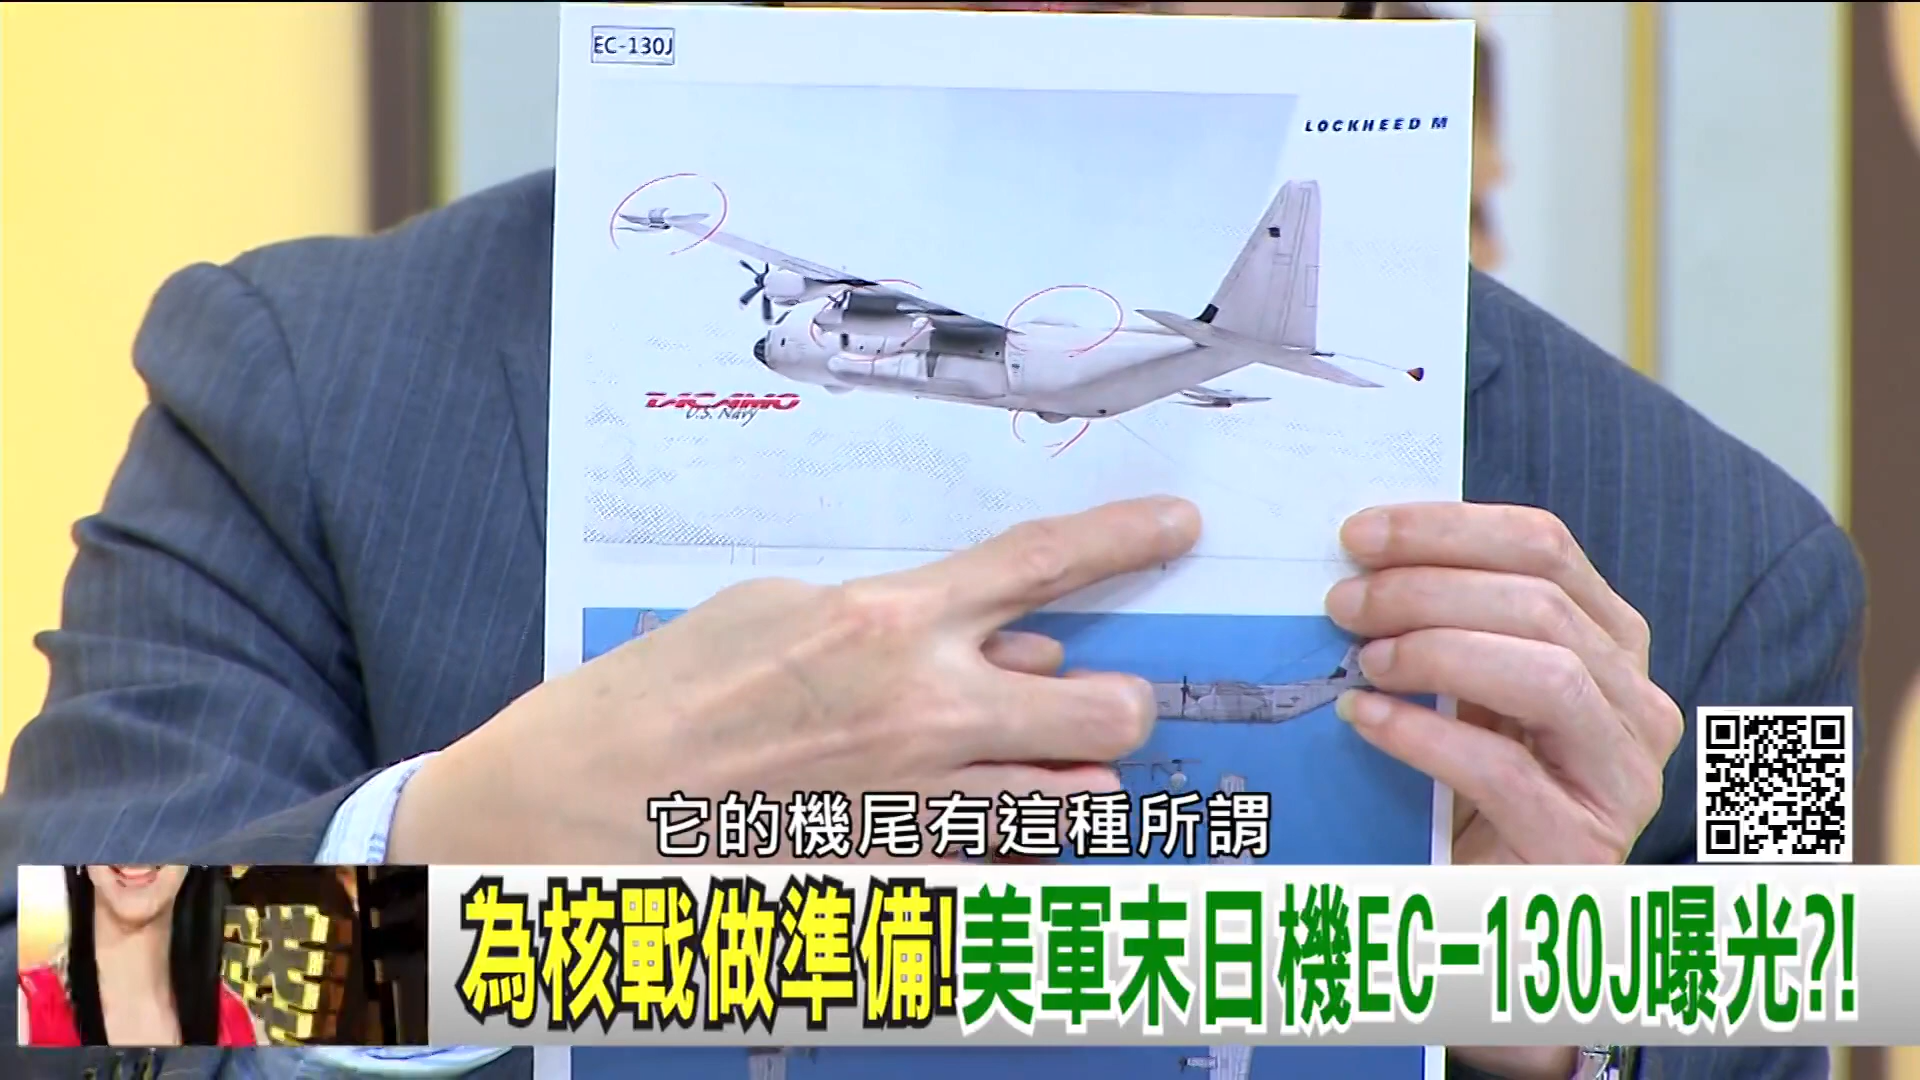 EC-130J
LOCKHEED M
TACAMO
U.S. Navy
它的機尾有這種所謂
為核戰做準備!美軍末日機EC-130J曝光?!